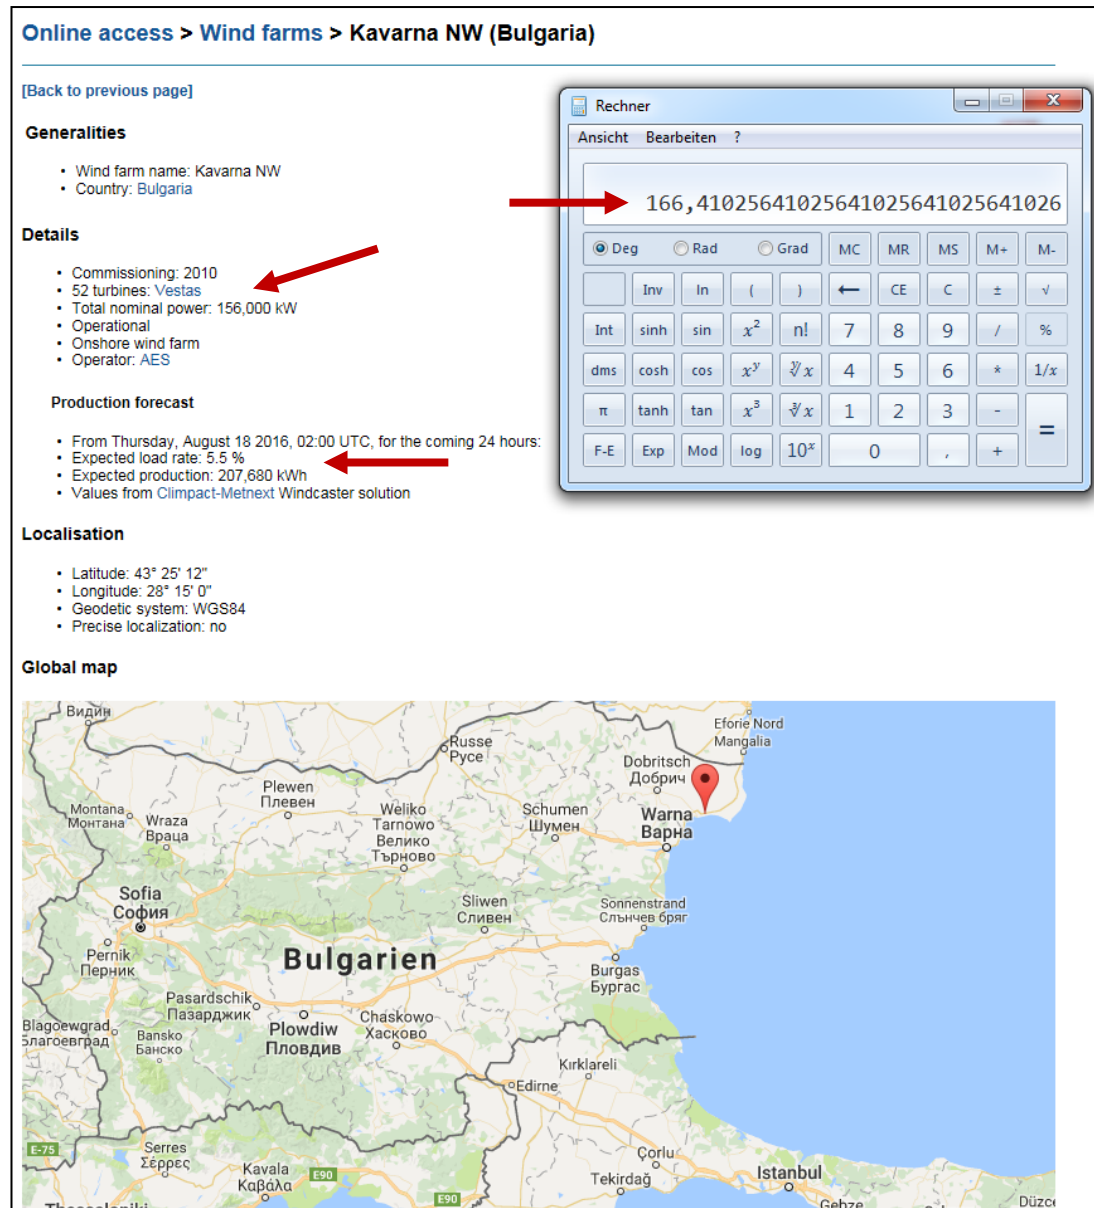 Online access > Wind farms > Kavarna NW (Bulgaria)
[Back to previous page]
Generalities
• Wind farm name: Kavarna NW
• Country: Bulgaria
Details
• Commissioning: 2010
• 52 turbines: Vestas
• Total nominal power: 156,000 kW
• Operational
• Onshore wind farm
• Operator: AES
Production forecast
• From Thursday, August 18 2016, 02:00 UTC, for the coming 24 hours:
• Expected load rate: 5.5 %
• Expected production: 207,680 kWh
• Values from Climpact-Metnext Windcaster solution
Rechner
Ansicht Bearbeiten ?
166,41025641025641025641025641026
Deg Rad Grad MC MR MS M+ M-
Inv ln ( ) ← CE C ± √
Int sinh sin x² n! 7 8 9 / %
dms cosh cos xʸ ʸ√x 4 5 6 * 1/x
π tanh tan x³ ³√x 1 2 3 - =
F-E Exp Mod log 10ˣ 0 , +
Localisation
• Latitude: 43° 25' 12"
• Longitude: 28° 15' 0"
• Geodetic system: WGS84
• Precise localization: no
Global map
Видин
Eforie Nord
Mangalia
Russe
Русе
Dobritsch
Добрич
Plewen
Плевен
Montana
Монтана
Wraza
Враца
Weliko
Tarnowo
Велико
Търново
Schumen
Шумен
Warna
Варна
Sofia
София
Sliwen
Сливен
Sonnenstrand
Слънчев бряг
Pernik
Перник
Bulgarien
Burgas
Бургас
Pasardschik
Пазарджик
Blagoewgrad
Благоевград
Bansko
Банско
Plowdiw
Пловдив
Chaskowo
Хасково
Kırklareli
Edirne
E-75
Serres
Σέρρες
Kavala
Καβάλα
E90
E90
Çorlu
Tekirdağ
Istanbul
Gebze
Düzce
Thessaloniki